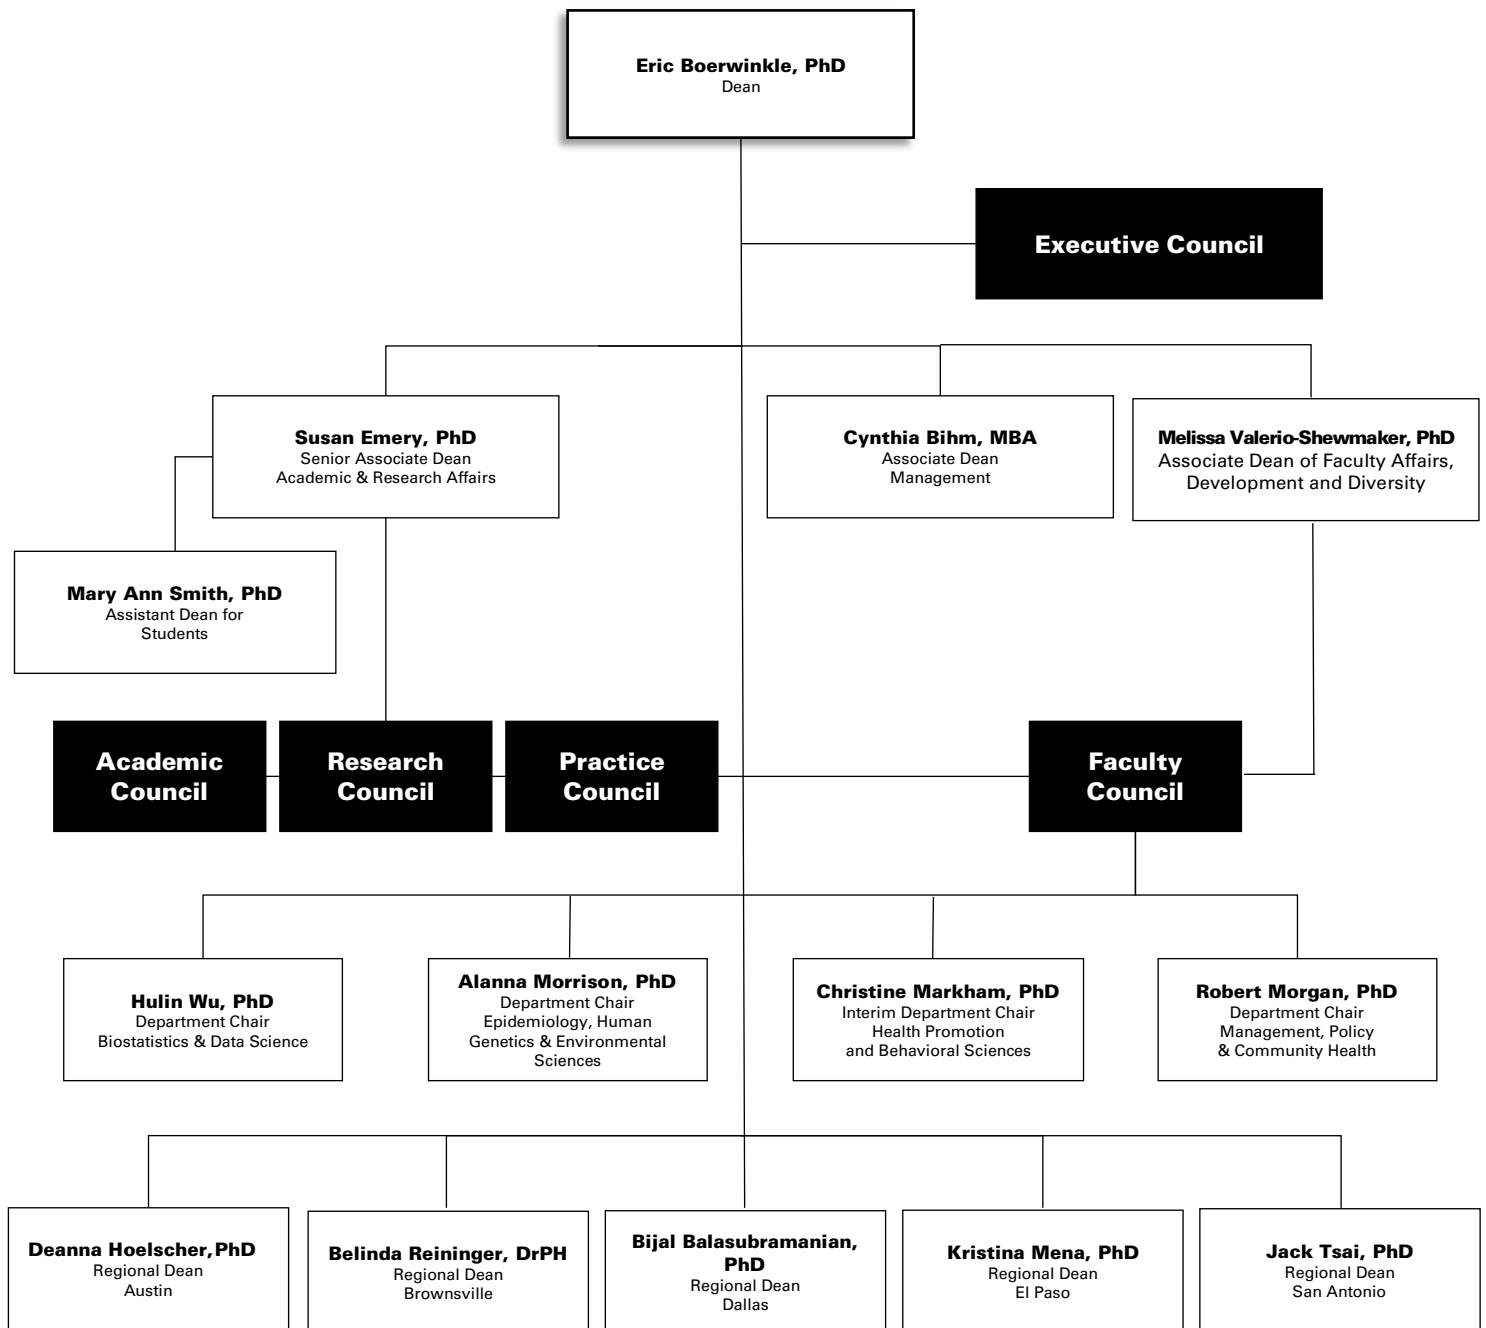 Eric Boerwinkle, PhD
Dean
Executive Council
Susan Emery, PhD
Senior Associate Dean
Academic & Research Affairs
Cynthia Bihm, MBA
Associate Dean
Management
Melissa Valerio-Shewmaker, PhD
Associate Dean of Faculty Affairs,
Development and Diversity
Mary Ann Smith, PhD
Assistant Dean for
Students
Academic
Council
Research
Council
Practice
Council
Faculty
Council
Hulin Wu, PhD
Department Chair
Biostatistics & Data Science
Alanna Morrison, PhD
Department Chair
Epidemiology, Human
Genetics & Environmental
Sciences
Christine Markham, PhD
Interim Department Chair
Health Promotion
and Behavioral Sciences
Robert Morgan, PhD
Department Chair
Management, Policy
& Community Health
Deanna Hoelscher, PhD
Regional Dean
Austin
Belinda Reininger, DrPH
Regional Dean
Brownsville
Bijal Balasubramanian,
PhD
Regional Dean
Dallas
Kristina Mena, PhD
Regional Dean
El Paso
Jack Tsai, PhD
Regional Dean
San Antonio